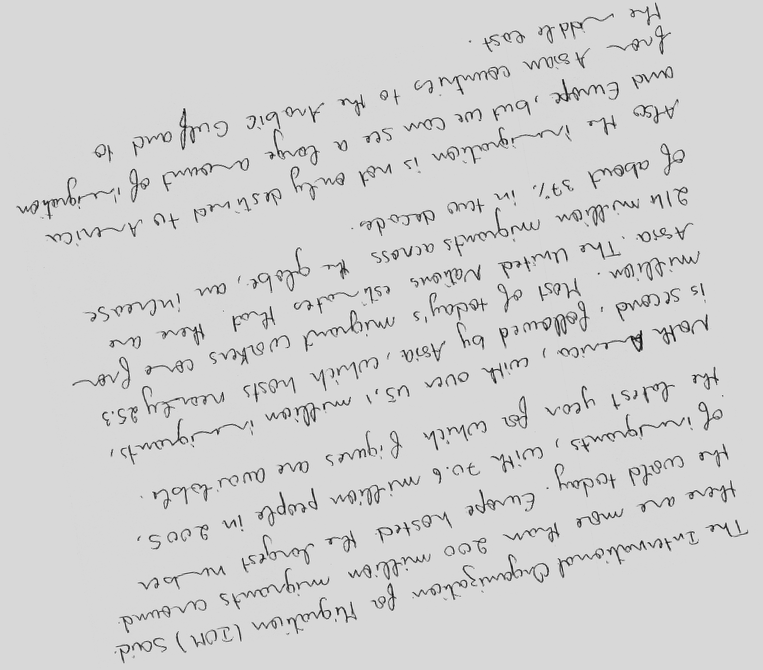 The International Organization for Migration (IOM) said
there are more than 200 million migrants around
the world today. Europe hosted the largest number
of immigrants, with 70.6 million people in 2005,
the latest year for which figures are available.
North America, with over 45,1 million immigrants,
is second, followed by Asia, which hosts nearly 25.3
million. Most of today's migrant workers come from
Asia. The United Nations estimates that there are
214 million migrants across the globe, an increase
of about 37% in two decades.
Also the immigration is not only destined to America
and Europe, but we can see a large amount of imigration
from Asian countries to the Arabic Gulf and to
the middle east.